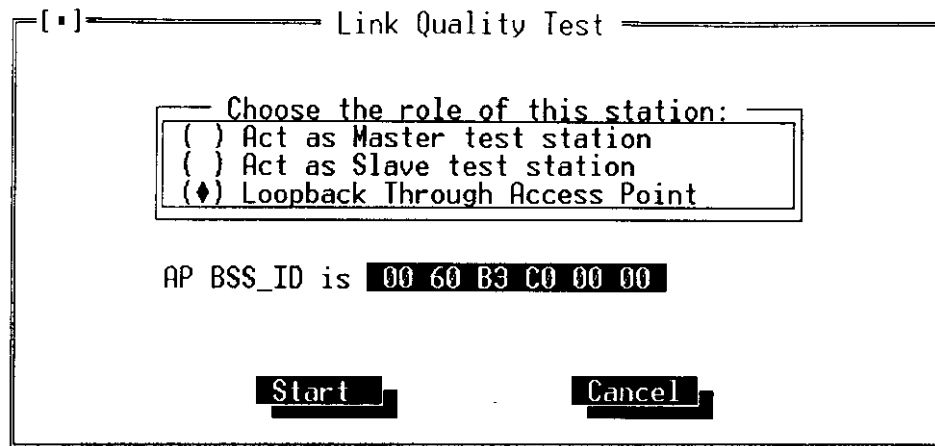 [▪] Link Quality Test
Choose the role of this station:
( ) Act as Master test station
( ) Act as Slave test station
(♦) Loopback Through Access Point
AP BSS_ID is 00 60 B3 C0 00 00
Start Cancel